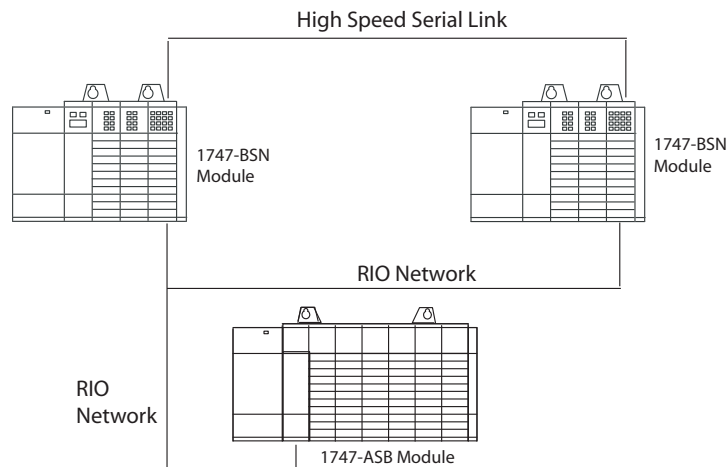 High Speed Serial Link
1747-BSN
Module
1747-BSN
Module
RIO Network
RIO
Network
1747-ASB Module